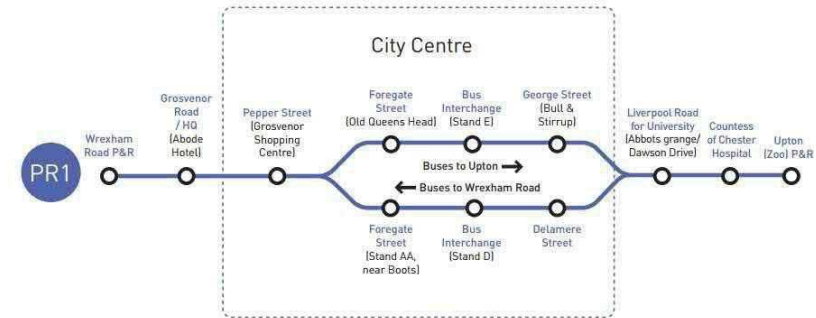 City Centre
PR1
Wrexham
Road P&R
Grosvenor
Road
/ HQ
(Abode
Hotel)
Pepper Street
(Grosvenor
Shopping
Centre)
Foregate
Street
(Old Queens Head)
Bus
Interchange
(Stand E)
George Street
(Bull &
Stirrup)
Buses to Upton →
← Buses to Wrexham Road
Foregate
Street
(Stand AA,
near Boots)
Bus
Interchange
(Stand D)
Delamere
Street
Liverpool Road
for University
(Abbots grange/
Dawson Drive)
Countess
of Chester
Hospital
Upton
(Zoo) P&R